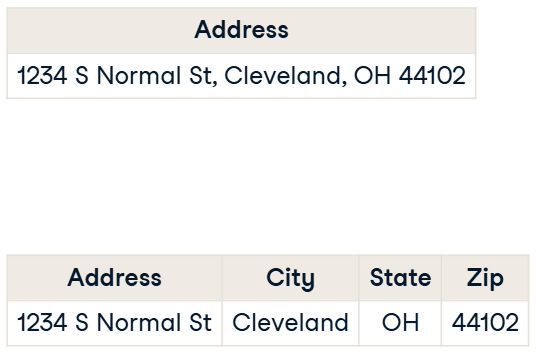 Address
1234 S Normal St, Cleveland, OH 44102
Address City State Zip
1234 S Normal St Cleveland OH 44102